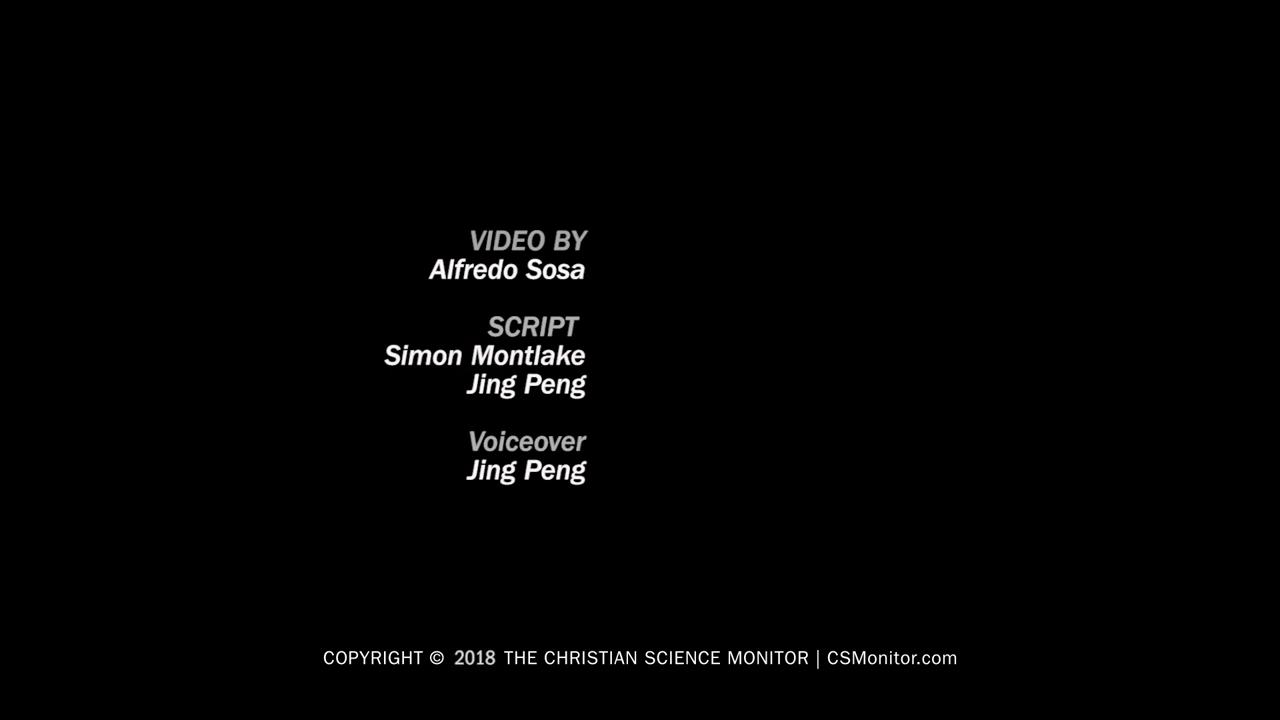 VIDEO BY
Alfredo Sosa
SCRIPT
Simon Montlake
Jing Peng
Voiceover
Jing Peng
COPYRIGHT © 2018 THE CHRISTIAN SCIENCE MONITOR | CSMonitor.com